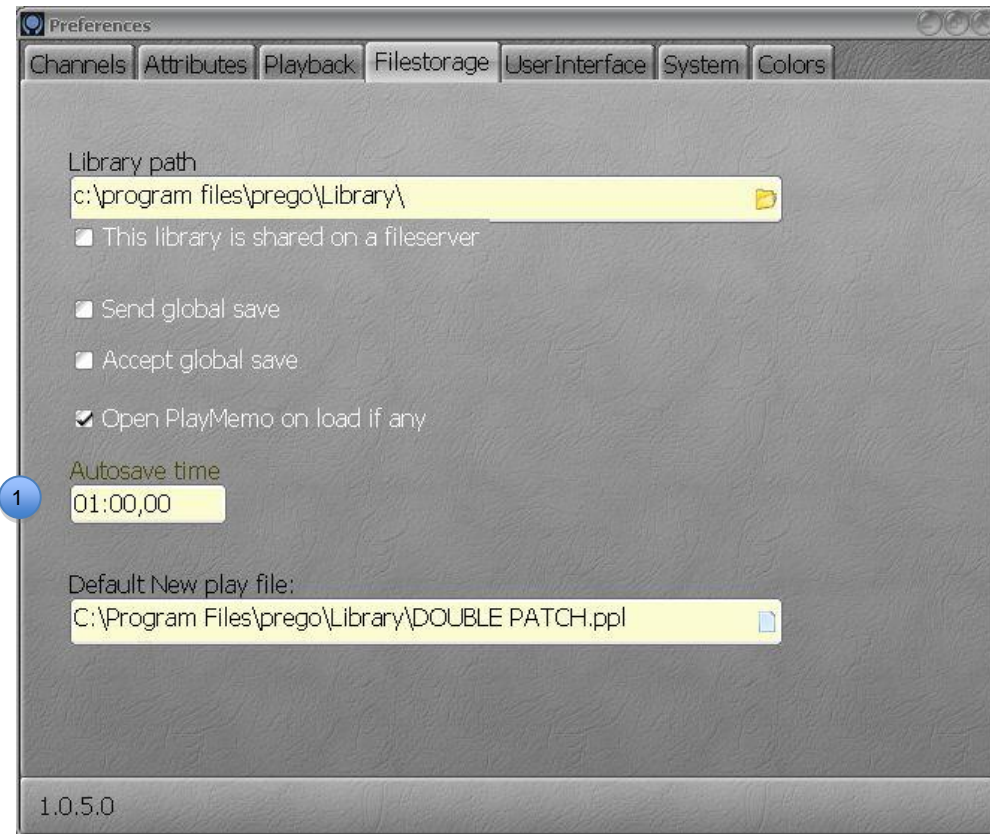 Preferences
Channels Attributes Playback Filestorage UserInterface System Colors
Library path
c:\program files\prego\Library\
This library is shared on a fileserver
Send global save
Accept global save
Open PlayMemo on load if any
Autosave time
1
01:00,00
Default New play file:
C:\Program Files\prego\Library\DOUBLE PATCH.ppl
1.0.5.0